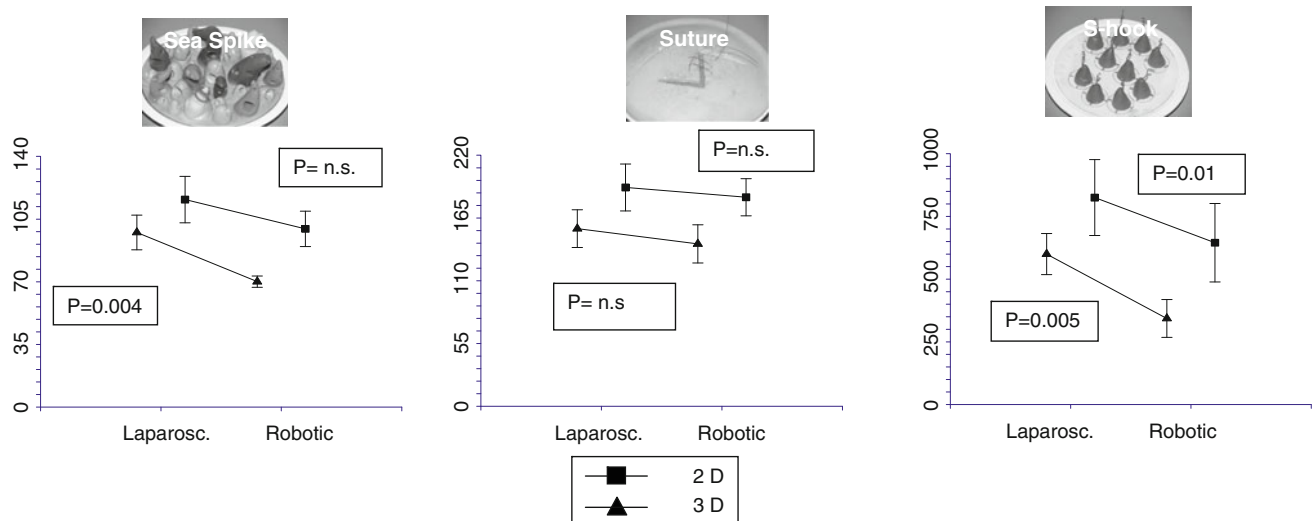 Sea Spike
Suture
S-hook
140
105
70
35
0
P= n.s.
P=0.004
Laparosc. Robotic
220
165
110
55
0
P=n.s.
P= n.s
Laparosc. Robotic
1000
750
500
250
0
P=0.01
P=0.005
Laparosc. Robotic
2 D
3 D